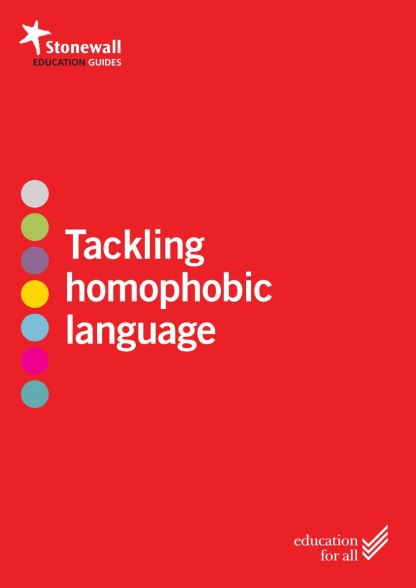 Stonewall
EDUCATION GUIDES
Tackling
homophobic
language
education
for all